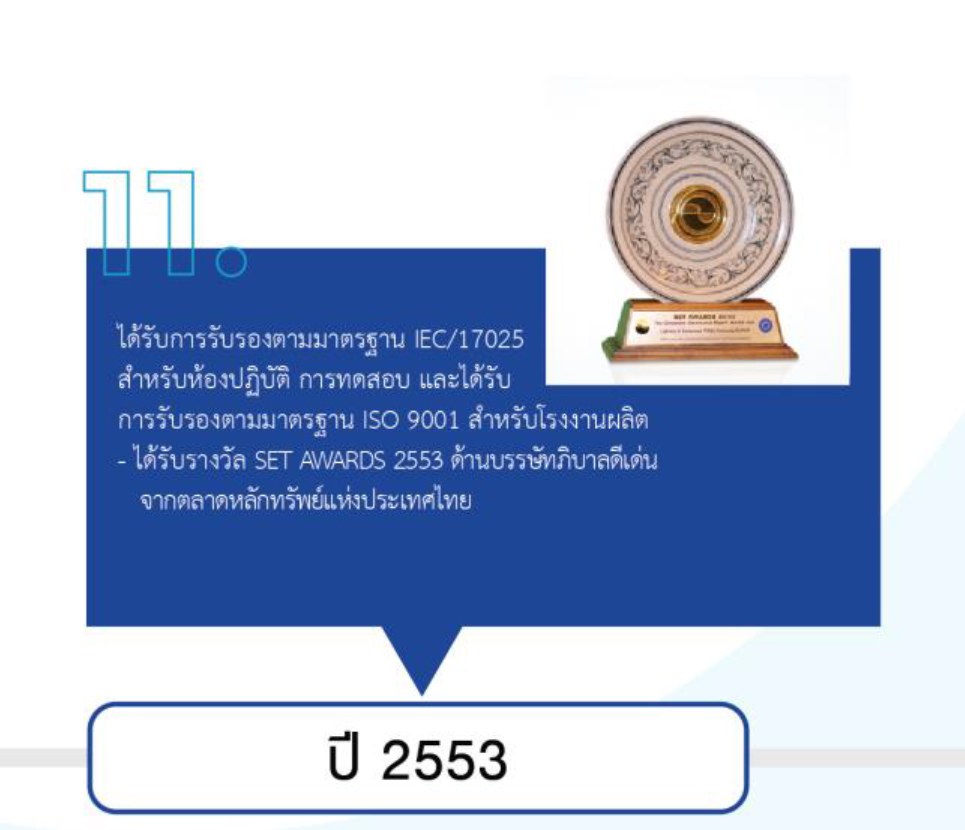 11.
ได้รับการรับรองตามมาตรฐาน IEC/17025
สำหรับห้องปฏิบัติ การทดสอบ และได้รับ
การรับรองตามมาตรฐาน ISO 9001 สำหรับโรงงานผลิต
- ได้รับรางวัล SET AWARDS 2553 ด้านบรรษัทภิบาลดีเด่น
จากตลาดหลักทรัพย์แห่งประเทศไทย
SET AWARDS
ปี 2553